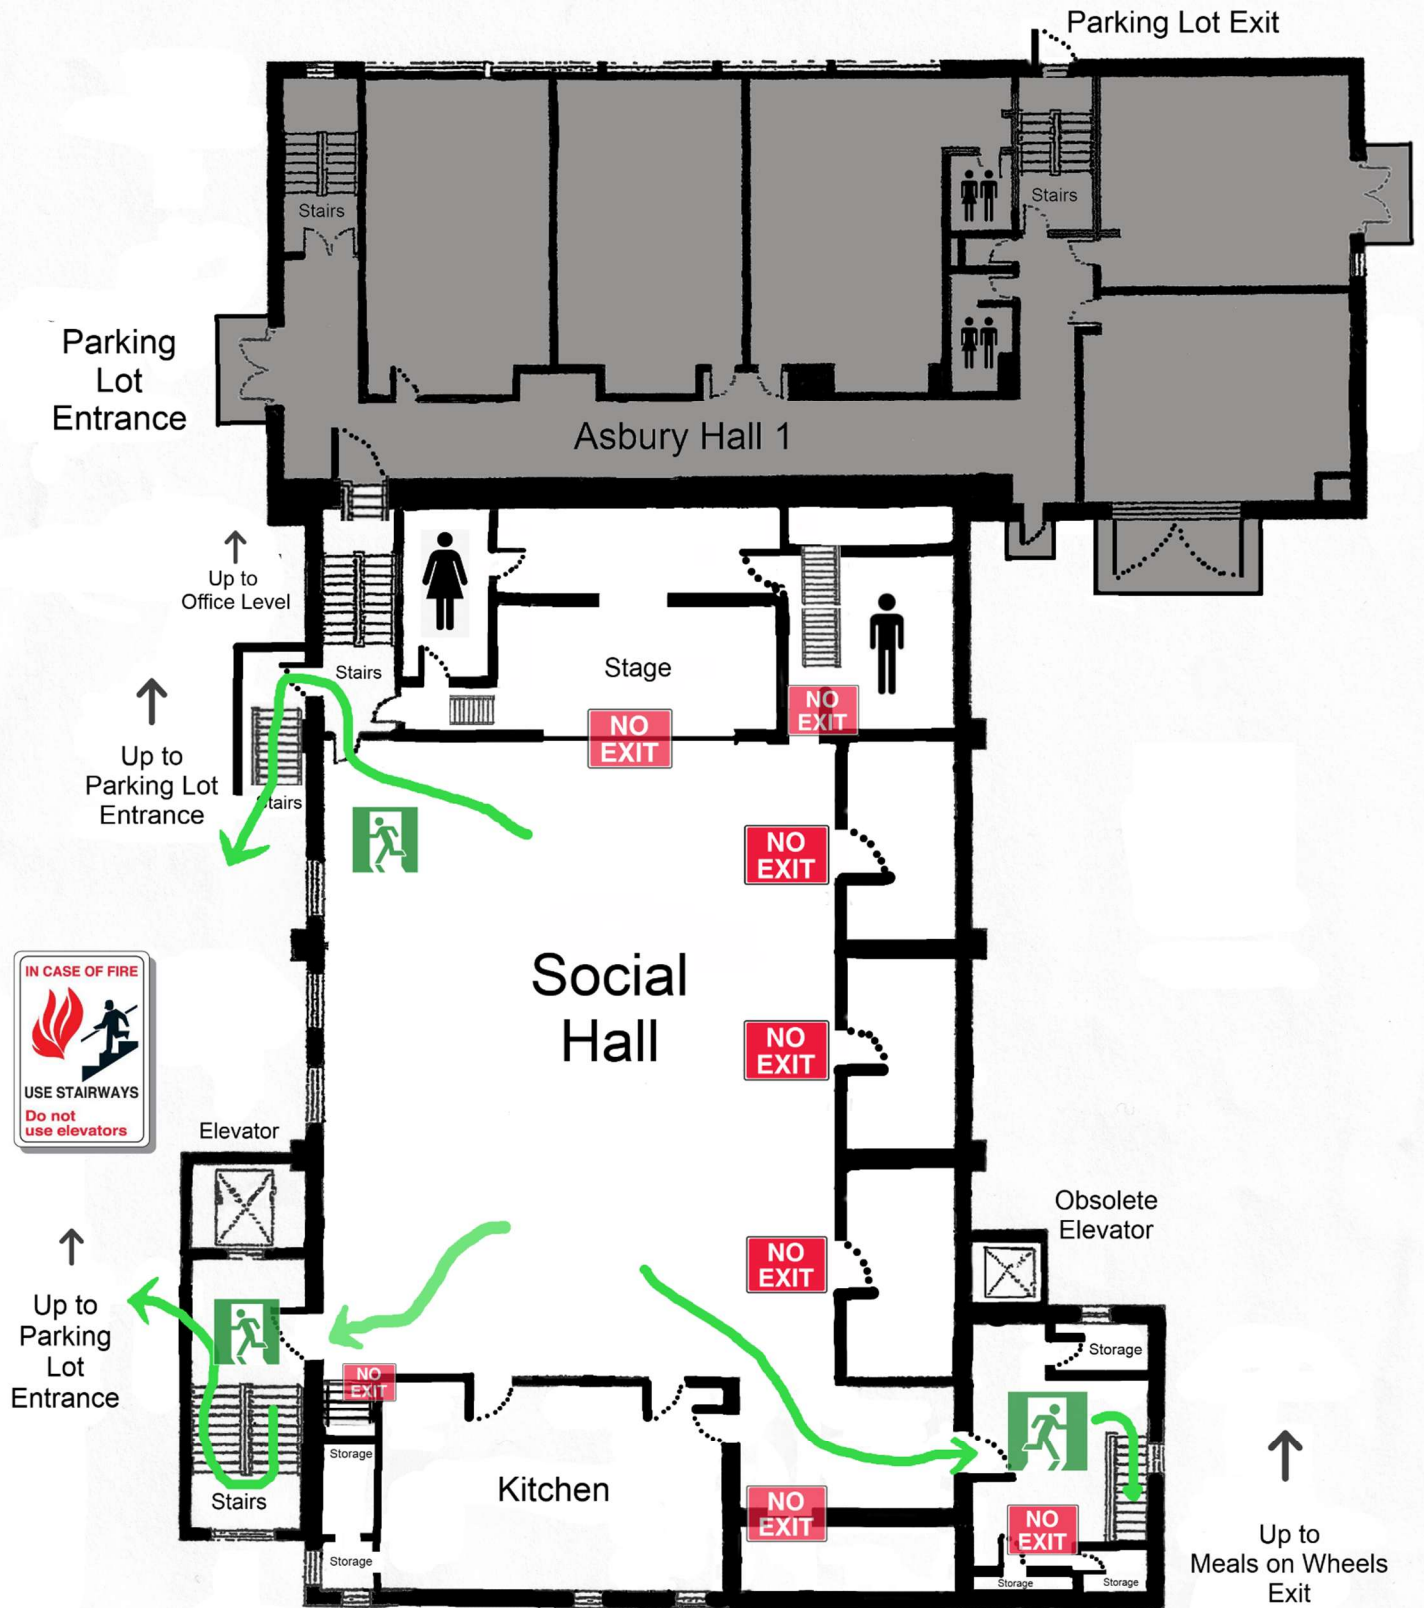 Parking Lot Exit
Stairs
Stairs
Parking
Lot
Entrance
Asbury Hall 1
Up to
Office Level
Stairs
Stage
NO
EXIT
NO
EXIT
Up to
Parking Lot
Entrance
Stairs
NO
EXIT
Social
Hall
IN CASE OF FIRE
USE STAIRWAYS
Do not
use elevators
NO
EXIT
Elevator
Obsolete
Elevator
NO
EXIT
Up to
Parking
Lot
Entrance
Storage
NO
EXIT
Storage
Kitchen
Stairs
NO
EXIT
NO
EXIT
Up to
Meals on Wheels
Exit
Storage
Storage
Storage